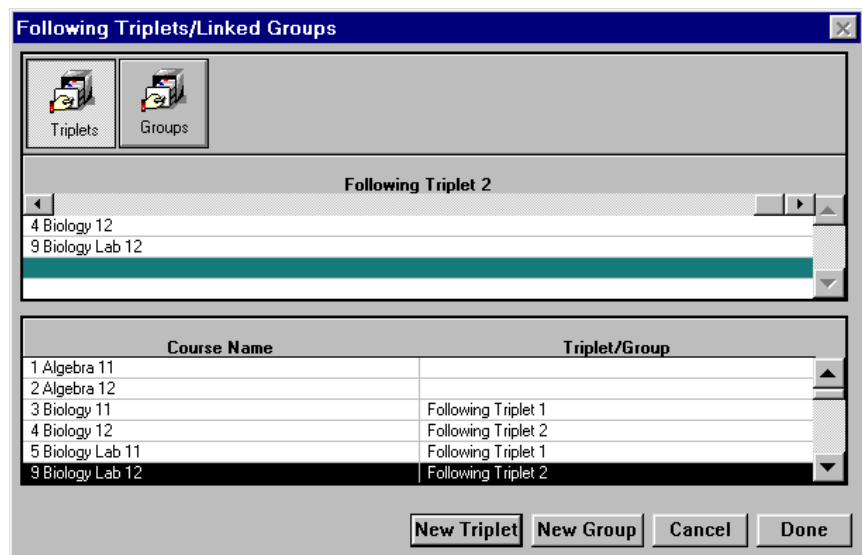 Following Triplets/Linked Groups
Triplets Groups
Following Triplet 2
4 Biology 12
9 Biology Lab 12
Course Name Triplet/Group
1 Algebra 11
2 Algebra 12
3 Biology 11 Following Triplet 1
4 Biology 12 Following Triplet 2
5 Biology Lab 11 Following Triplet 1
9 Biology Lab 12 Following Triplet 2
New Triplet New Group Cancel Done